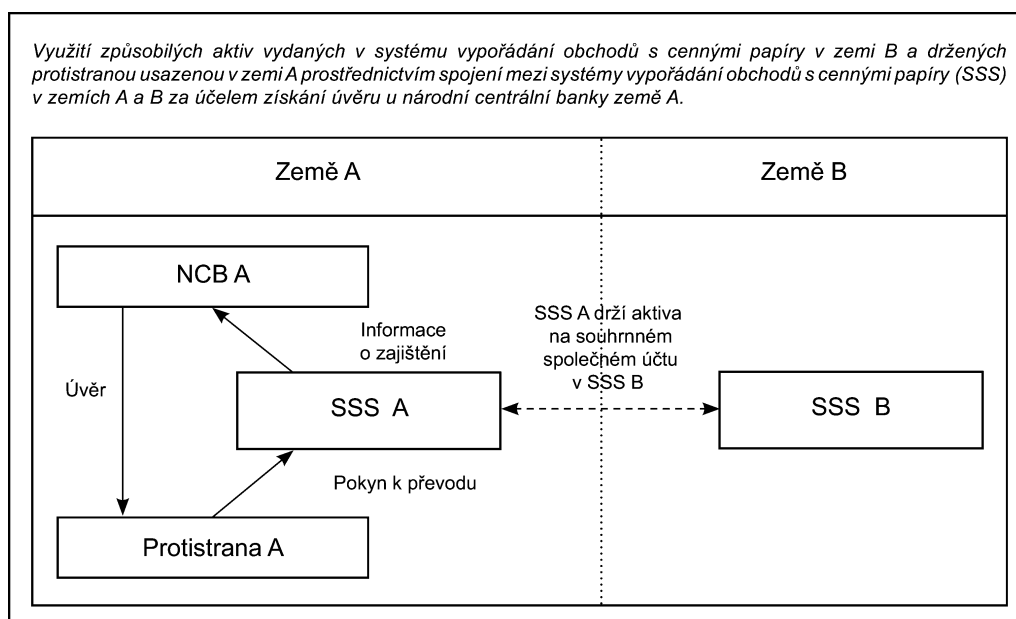 Využití způsobilých aktiv vydaných v systému vypořádání obchodů s cennými papíry v zemi B a držených
protistranou usazenou v zemi A prostřednictvím spojení mezi systémy vypořádání obchodů s cennými papíry (SSS)
v zemích A a B za účelem získání úvěru u národní centrální banky země A.
Země A
Země B
NCB A
Informace
o zajištění
SSS A drží aktiva
na souhrnném
společném účtu
v SSS B
Úvěr
SSS A
SSS B
Pokyn k převodu
Protistrana A